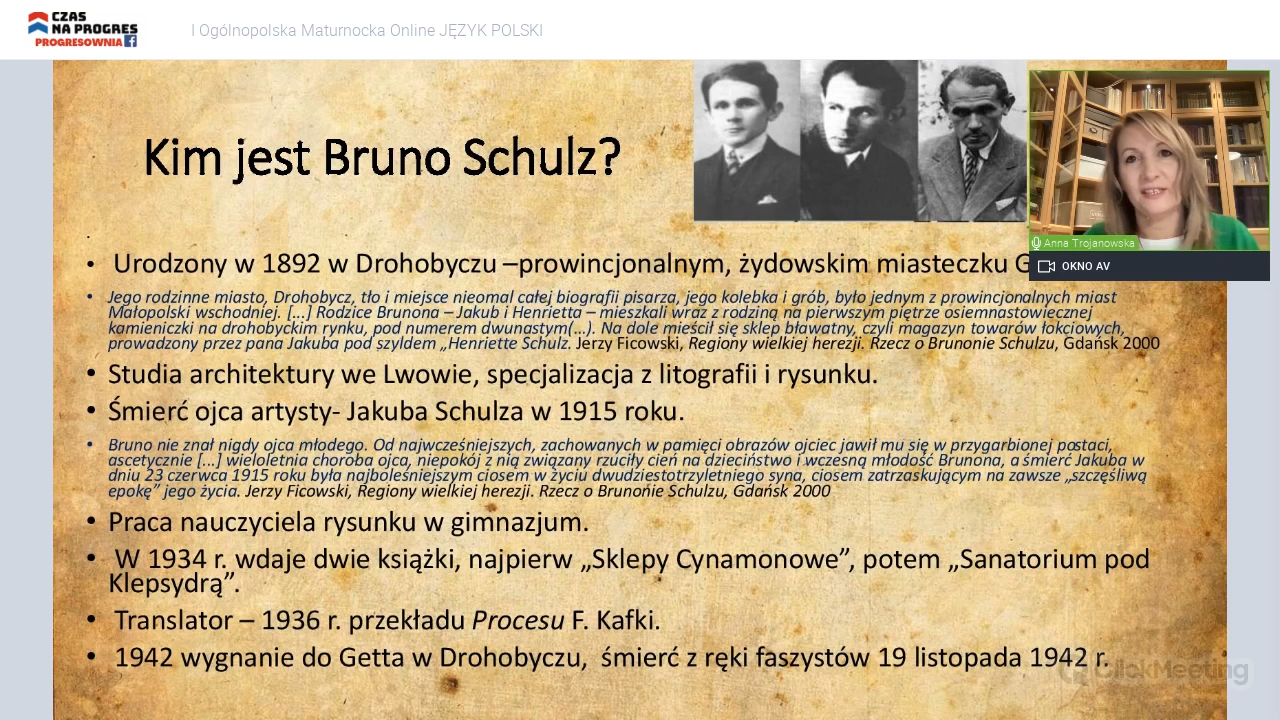 CZAS
NA PROGRES
PROGRESOWNIA
I Ogólnopolska Maturnocka Online JĘZYK POLSKI
Kim jest Bruno Schulz?
Anna Trojanowska
OKNO AV
• Urodzony w 1892 w Drohobyczu –prowincjonalnym, żydowskim miasteczku G
• Jego rodzinne miasto, Drohobycz, tło i miejsce nieomal całej biografii pisarza, jego kolebka i grób, było jednym z prowincjonalnych miast
Małopolski wschodniej. [...] Rodzice Brunona – Jakub i Henrietta – mieszkali wraz z rodziną na pierwszym piętrze osiemnastowiecznej
kamieniczki na drohobyckim rynku, pod numerem dwunastym(...). Na dole mieścił się sklep bławatny, czyli magazyn towarów łokciowych,
prowadzony przez pana Jakuba pod szyldem „Henriette Schulz. Jerzy Ficowski, Regiony wielkiej herezji. Rzecz o Brunonie Schulzu, Gdańsk 2000
• Studia architektury we Lwowie, specjalizacja z litografii i rysunku.
• Śmierć ojca artysty- Jakuba Schulza w 1915 roku.
• Bruno nie znał nigdy ojca młodego. Od najwcześniejszych, zachowanych w pamięci obrazów ojciec jawił mu się w przygarbionej postaci,
ascetycznie [...] wieloletnia choroba ojca, niepokój z nią związany rzuciły cień na dzieciństwo i wczesną młodość Brunona, a śmierć Jakuba w
dniu 23 czerwca 1915 roku była najboleśniejszym ciosem w życiu dwudziestotrzyletniego syna, ciosem zatrzaskującym na zawsze „szczęśliwą
epokę” jego życia. Jerzy Ficowski, Regiony wielkiej herezji. Rzecz o Brunonie Schulzu, Gdańsk 2000
• Praca nauczyciela rysunku w gimnazjum.
• W 1934 r. wdaje dwie książki, najpierw „Sklepy Cynamonowe”, potem „Sanatorium pod
Klepsydrą”.
• Translator – 1936 r. przekładu Procesu F. Kafki.
• 1942 wygnanie do Getta w Drohobyczu, śmierć z ręki faszystów 19 listopada 1942 r.
ClickMeeting